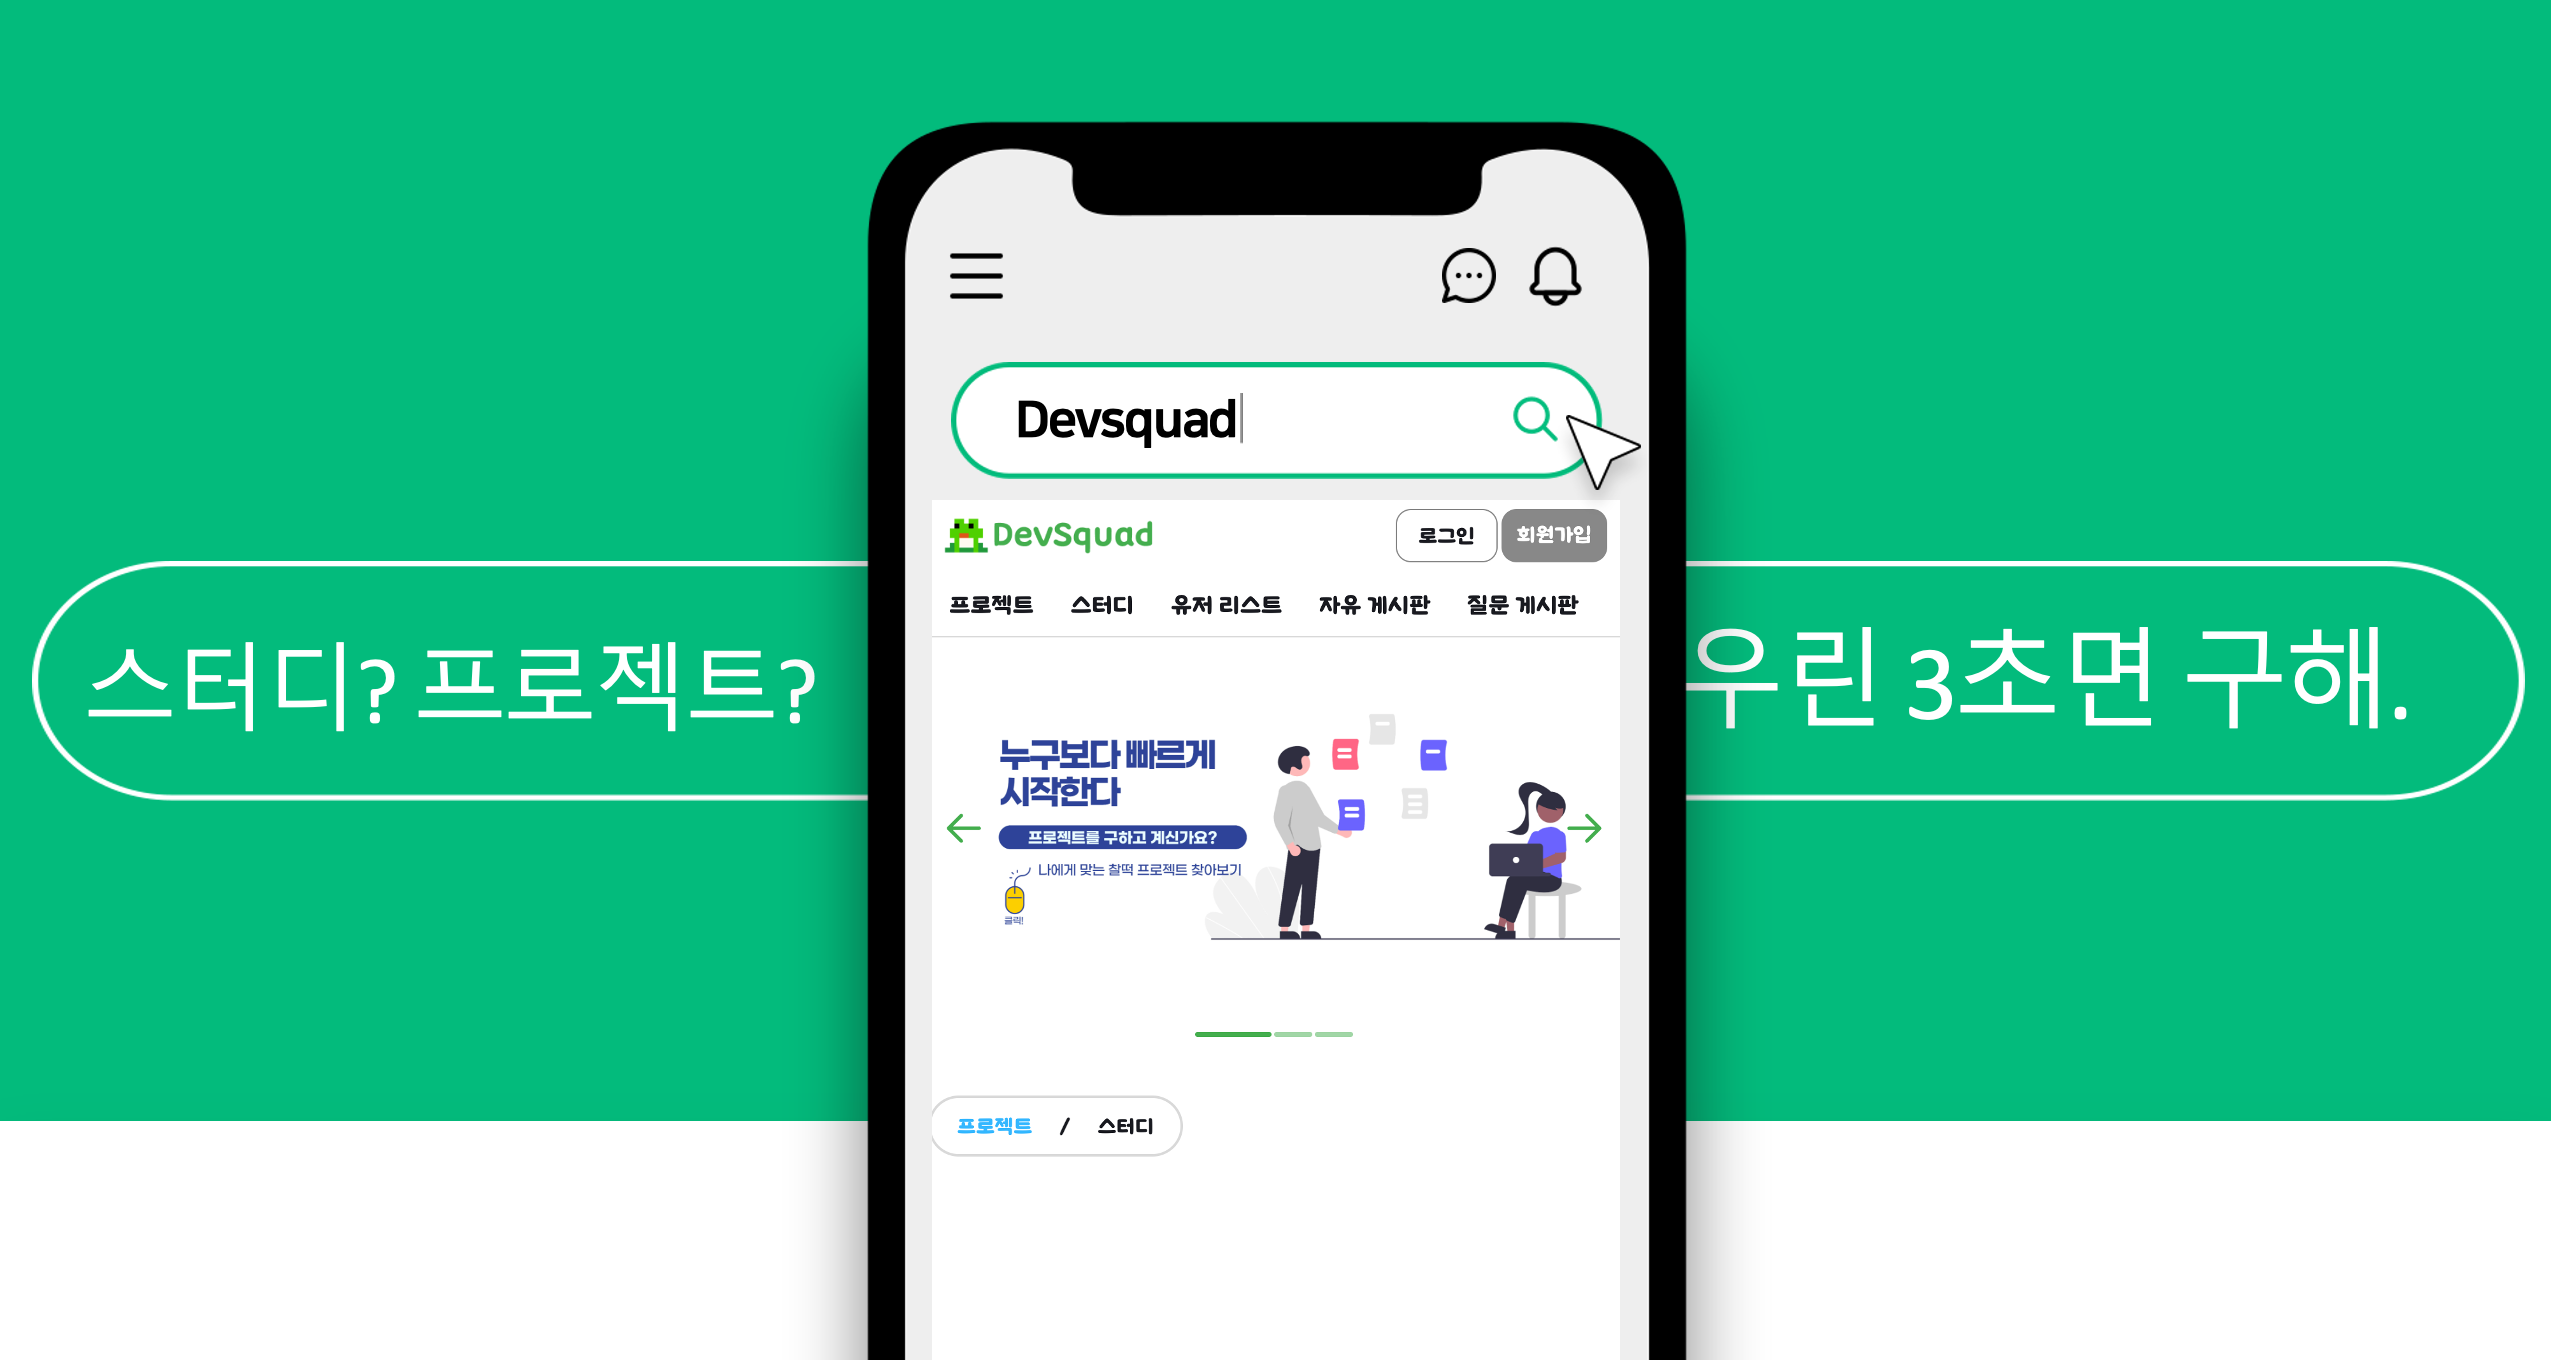 Devsquad
DevSquad
로그인 회원가입
프로젝트 스터디 유저 리스트 자유 게시판 질문 게시판
스터디? 프로젝트?
우린 3초면 구해.
누구보다 빠르게
시작한다
프로젝트를 구하고 계신가요?
나에게 맞는 찰떡 프로젝트 찾아보기
클릭!
프로젝트 / 스터디